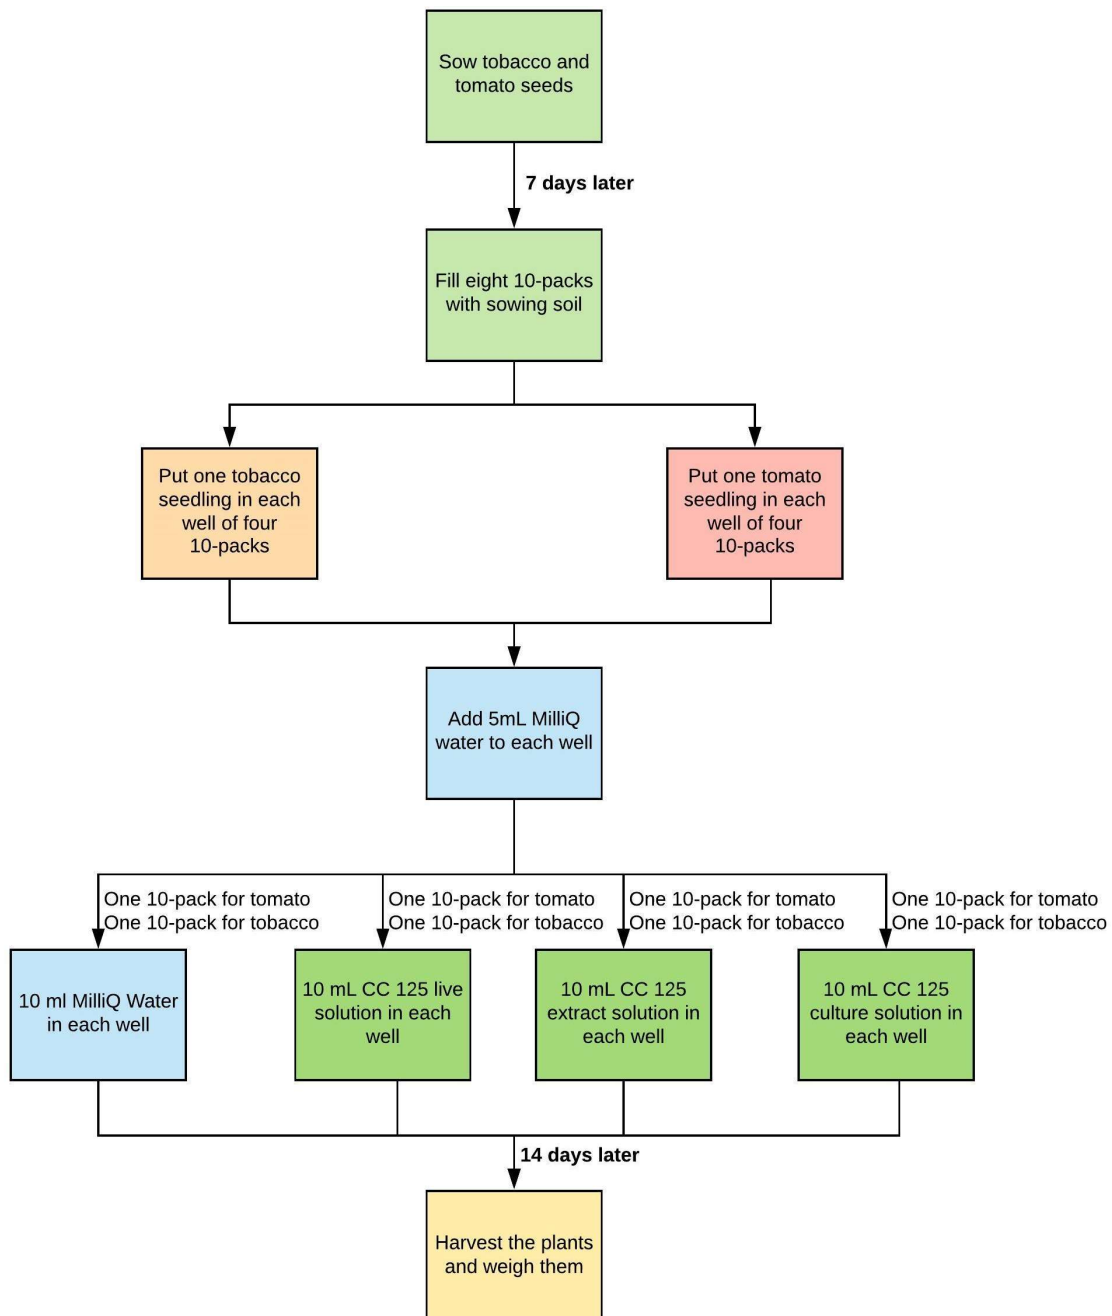 Sow tobacco and
tomato seeds
7 days later
Fill eight 10-packs
with sowing soil
Put one tobacco
seedling in each
well of four
10-packs
Put one tomato
seedling in each
well of four
10-packs
Add 5mL MilliQ
water to each well
One 10-pack for tomato
One 10-pack for tobacco
One 10-pack for tomato
One 10-pack for tobacco
One 10-pack for tomato
One 10-pack for tobacco
One 10-pack for tomato
One 10-pack for tobacco
10 ml MilliQ Water
in each well
10 mL CC 125 live
solution in each
well
10 mL CC 125
extract solution in
each well
10 mL CC 125
culture solution in
each well
14 days later
Harvest the plants
and weigh them